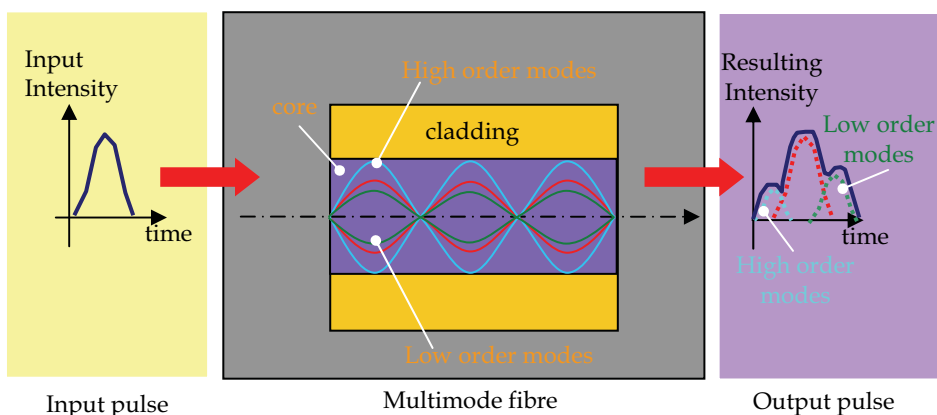 Input
Intensity
time
Input pulse
High order modes
core
cladding
Low order modes
Multimode fibre
Resulting
Intensity
Low order
modes
time
High order
modes
Output pulse